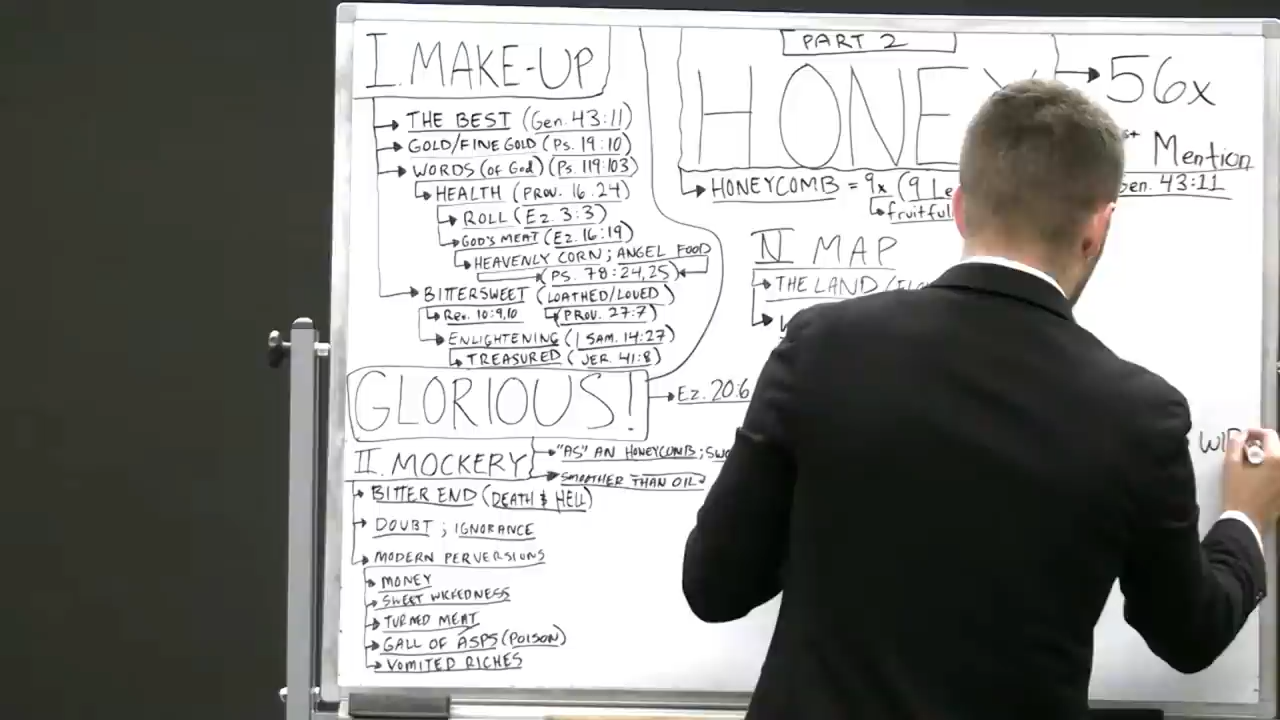 I. MAKE-UP
THE BEST (Gen. 43:11)
GOLD/FINE GOLD (Ps. 19:10)
WORDS (of God) (Ps. 119:103)
HEALTH (PROV. 16:24)
ROLL (Ez. 3:3)
GOD'S MEAT (Ez. 16:19)
HEAVENLY CORN; ANGEL FOOD
(PS. 78:24,25)
BITTERSWEET (LOATHED/LOVED)
Rev. 10:9,10 (PROV. 27:7)
ENLIGHTENING (1 SAM. 14:27)
TREASURED (JER. 41:8)
GLORIOUS!
Ez. 20:6
II. MOCKERY
"AS" AN HONEYCOMB;
SMOOTHER THAN OIL
BITTER END (DEATH & HELL)
DOUBT; IGNORANCE
MODERN PERVERSIONS
MONEY
SWEET WICKEDNESS
TURNED MEAT
GALL OF ASPS (POISON)
VOMITED RICHES
PART 2
HONEY
56x
Mention
Gen. 43:11
HONEYCOMB = 9x (9
fruitful
MAP
THE LAND